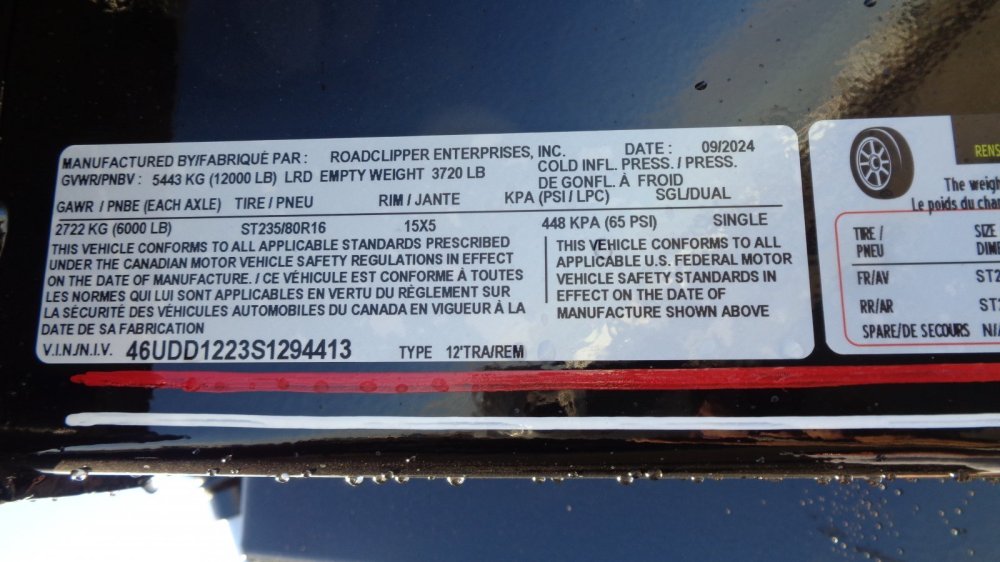 MANUFACTURED BY/FABRIQUÉ PAR : ROADCLIPPER ENTERPRISES, INC. DATE : 09/2024
GVWR/PNBV : 5443 KG (12000 LB) LRD EMPTY WEIGHT 3720 LB COLD INFL. PRESS. / PRESS.
DE GONFL. À FROID
GAWR / PNBE (EACH AXLE) TIRE / PNEU RIM / JANTE KPA (PSI / LPC) SGL/DUAL
2722 KG (6000 LB) ST235/80R16 15X5 448 KPA (65 PSI) SINGLE
THIS VEHICLE CONFORMS TO ALL APPLICABLE STANDARDS PRESCRIBED
UNDER THE CANADIAN MOTOR VEHICLE SAFETY REGULATIONS IN EFFECT
ON THE DATE OF MANUFACTURE. / CE VÉHICULE EST CONFORME À TOUTES
LES NORMES QUI LUI SONT APPLICABLES EN VERTU DU RÈGLEMENT SUR
LA SÉCURITÉ DES VÉHICULES AUTOMOBILES DU CANADA EN VIGUEUR À LA
DATE DE SA FABRICATION
THIS VEHICLE CONFORMS TO ALL
APPLICABLE U.S. FEDERAL MOTOR
VEHICLE SAFETY STANDARDS IN
EFFECT ON THE DATE OF
MANUFACTURE SHOWN ABOVE
V.I.N./N.I.V. 46UDD1223S1294413 TYPE 12'TRA/REM
RENS
The weigh
Le poids du char
TIRE / SIZE
PNEU DIM
FR/AV ST2
RR/AR ST
SPARE/DE SECOURS N/